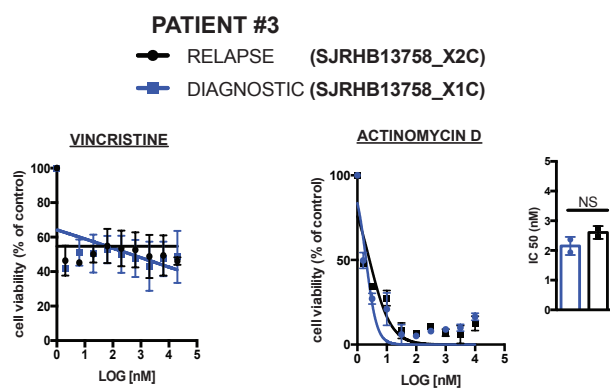 PATIENT #3
RELAPSE (SJRHB13758_X2C)
DIAGNOSTIC (SJRHB13758_X1C)
VINCRISTINE
cell viability (% of control)
100
80
60
40
20
0
0 1 2 3 4 5
LOG [nM]
ACTINOMYCIN D
cell viability (% of control)
100
75
50
25
0
0 1 2 3 4 5
LOG [nM]
IC 50 (nM)
5
4
3
2
1
0
NS